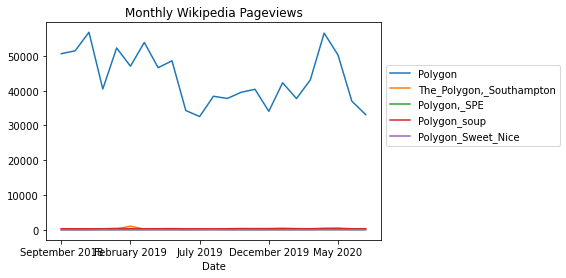 Monthly Wikipedia Pageviews
50000
40000
30000
20000
10000
0
September 2018
February 2019
July 2019
December 2019
May 2020
Date
Polygon
The_Polygon,_Southampton
Polygon,_SPE
Polygon_soup
Polygon_Sweet_Nice